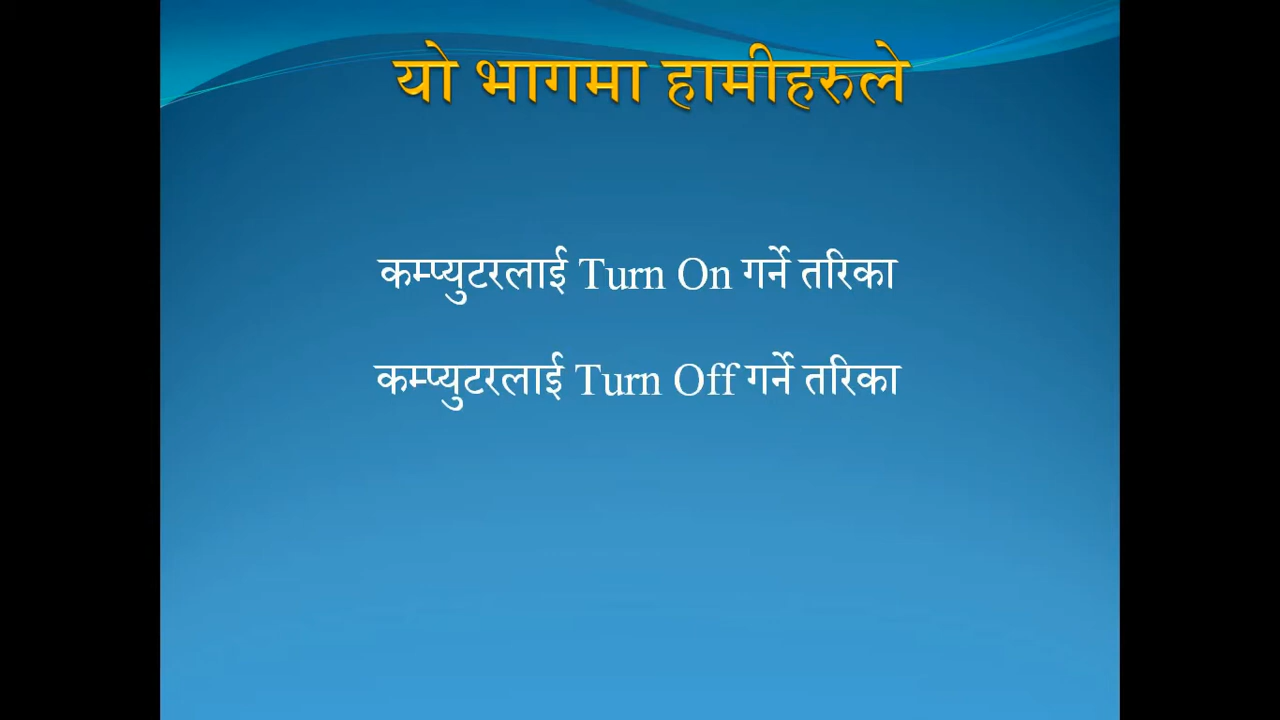 यो भागमा हामीहरुले
कम्प्युटरलाई Turn On गर्ने तरिका
कम्प्युटरलाई Turn Off गर्ने तरिका